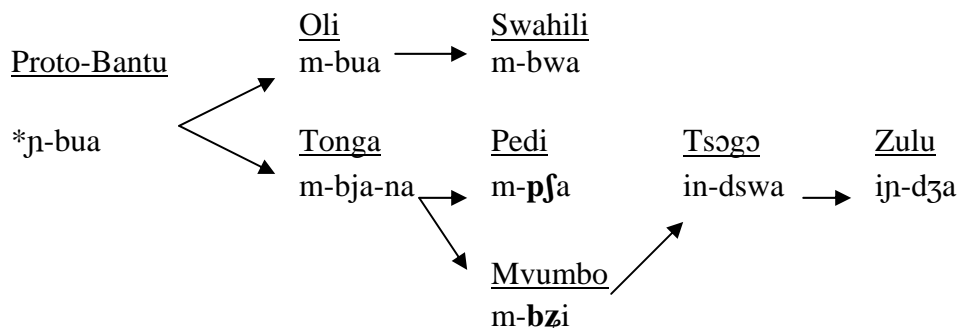 Oli Swahili
Proto-Bantu m-bua m-bwa
*ɲ-bua Tonga Pedi Tsɔgɔ Zulu
m-bja-na m-pʃa in-dswa iɲ-dʒa
Mvumbo
m-bʑi